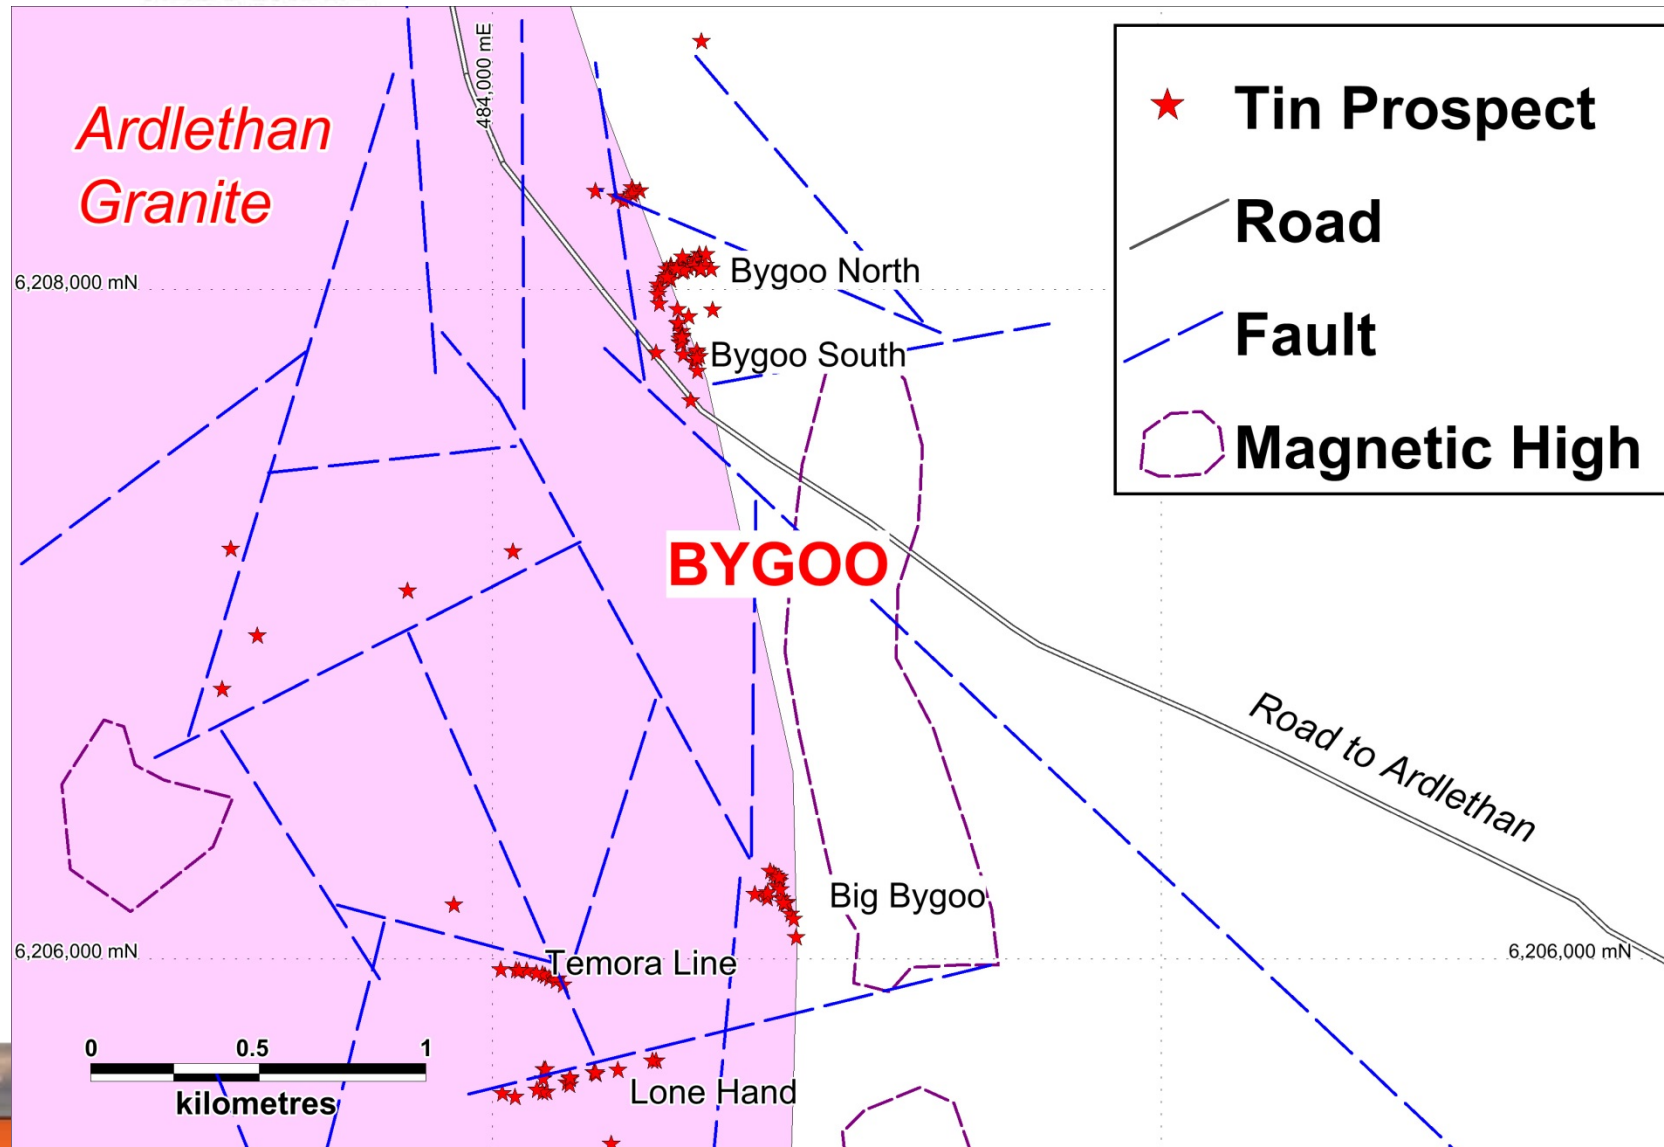 484,000 mE
Ardlethan
Granite
Tin Prospect
Road
Fault
Magnetic High
6,208,000 mN
Bygoo North
Bygoo South
BYGOO
Road to Ardlethan
Big Bygoo
6,206,000 mN
Temora Line
6,206,000 mN
0 0.5 1
kilometres
Lone Hand